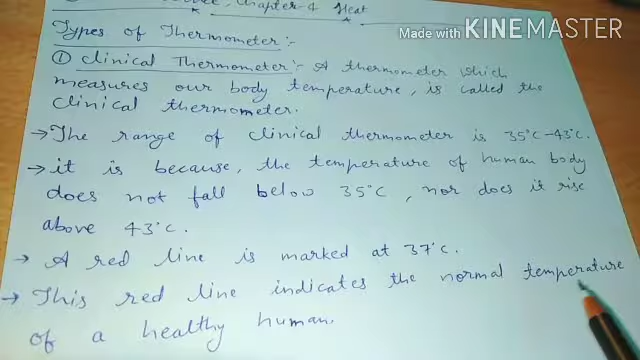 Chapter-4 Heat
Made with KINEMASTER
Types of Thermometer:-
① Clinical Thermometer:- A thermometer which
measures our body temperature, is called the
Clinical thermometer.
→ The range of clinical thermometer is 35°C-43°C.
→ it is because, the temperature of human body
does not fall below 35°C, nor does it rise
above 43°C.
→ A red line is marked at 37°C.
→ This red line indicates the normal temperature
of a healthy human.